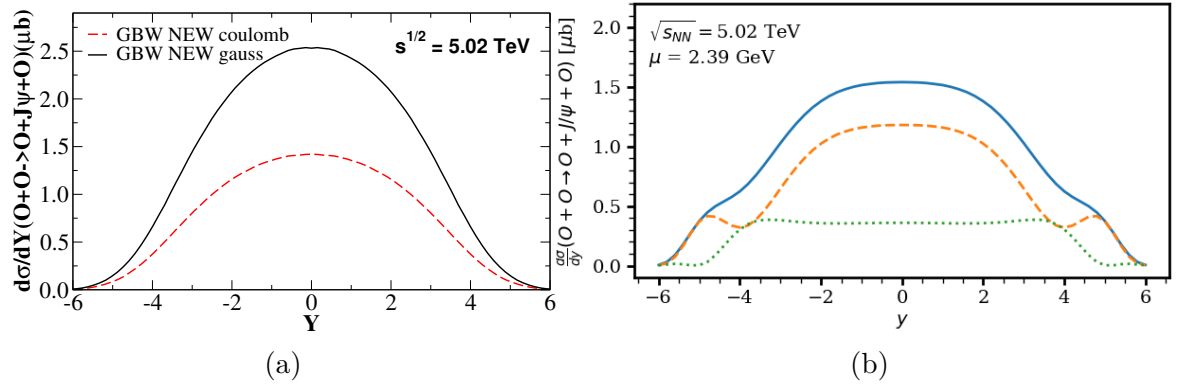 GBW NEW coulomb
GBW NEW gauss
s^1/2 = 5.02 TeV
dσ/dY(O+O->O+Jψ+O)(μb)
2.5
2.0
1.5
1.0
0.5
0.0
-6 -4 -2 0 2 4 6
Y
(a)
√s_NN = 5.02 TeV
μ = 2.39 GeV
dσ/dy (O + O → O + J/ψ + O) [μb]
2.0
1.5
1.0
0.5
0.0
−6 −4 −2 0 2 4 6
y
(b)